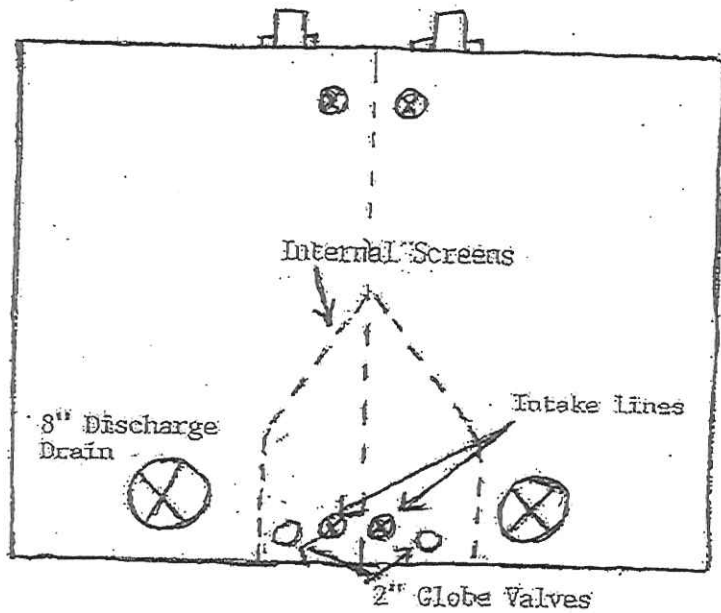 Internal Screens
Intake lines
8" Discharge
Drain
2" Globe Valves